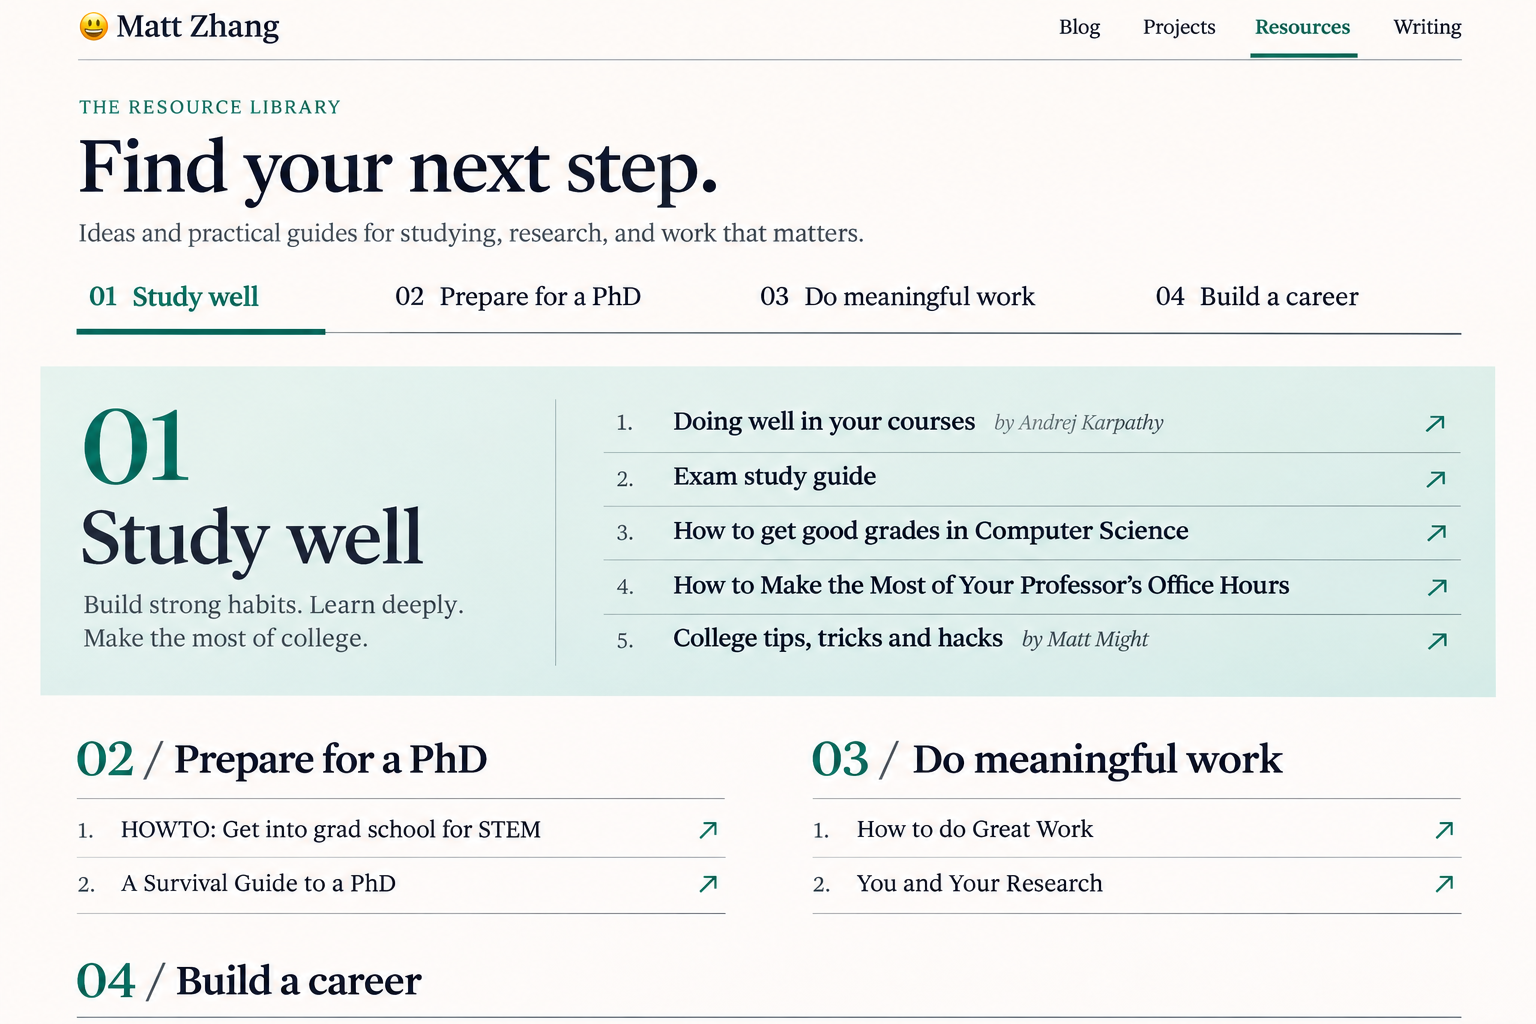 😃 Matt Zhang
Blog Projects Resources Writing
THE RESOURCE LIBRARY
Find your next step.
Ideas and practical guides for studying, research, and work that matters.
01 Study well 02 Prepare for a PhD 03 Do meaningful work 04 Build a career
01
Study well
Build strong habits. Learn deeply.
Make the most of college.
1. Doing well in your courses by Andrej Karpathy
2. Exam study guide
3. How to get good grades in Computer Science
4. How to Make the Most of Your Professor’s Office Hours
5. College tips, tricks and hacks by Matt Might
02 / Prepare for a PhD
1. HOWTO: Get into grad school for STEM
2. A Survival Guide to a PhD
03 / Do meaningful work
1. How to do Great Work
2. You and Your Research
04 / Build a career